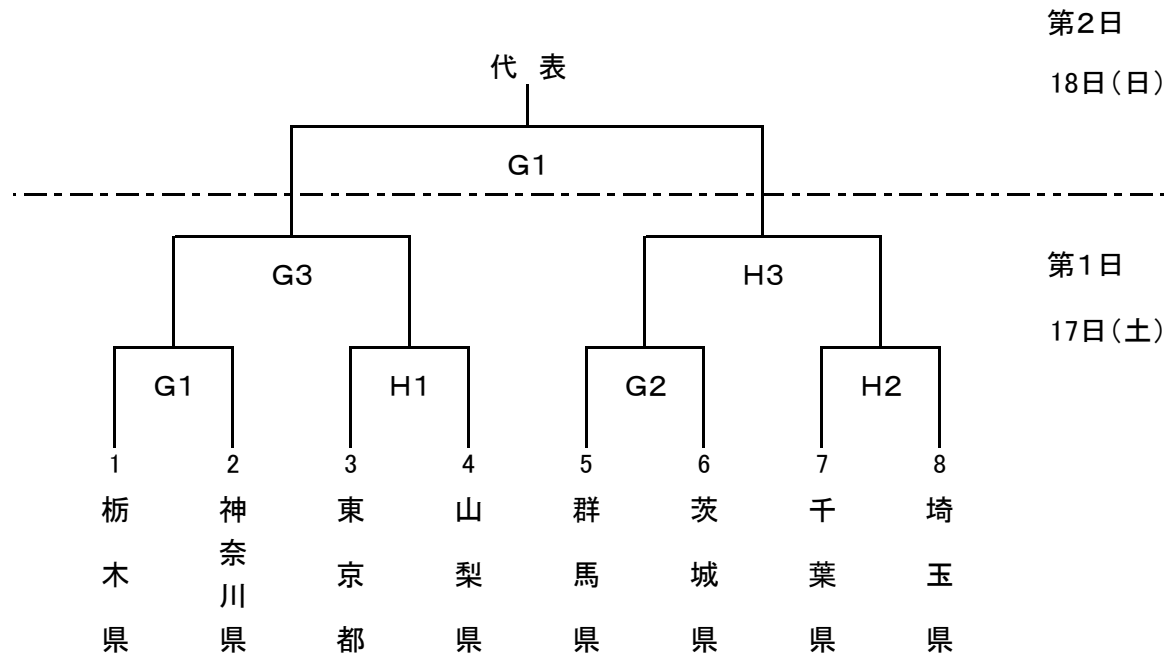 第２日
代 表
18日（日）
Ｇ１
第１日
Ｇ３
Ｈ３
17日（土）
Ｇ１
Ｈ１
Ｇ２
Ｈ２
1
2
3
4
5
6
7
8
栃木県
神奈川県
東京都
山梨県
群馬県
茨城県
千葉県
埼玉県